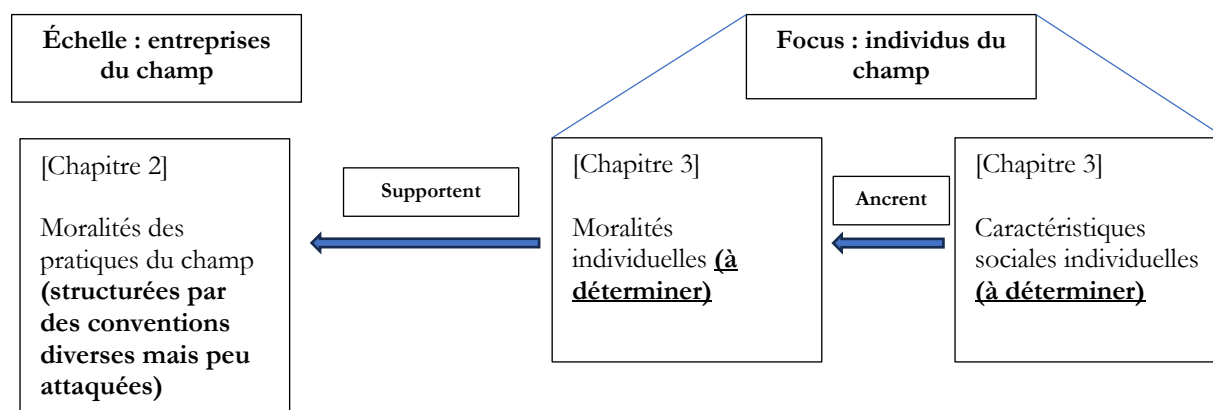 Échelle : entreprises
du champ
Focus : individus du
champ
[Chapitre 2]
Moralités des
pratiques du champ
(structurées par
des conventions
diverses mais peu
attaquées)
Supportent
[Chapitre 3]
Moralités
individuelles (à
déterminer)
Ancrent
[Chapitre 3]
Caractéristiques
sociales individuelles
(à déterminer)